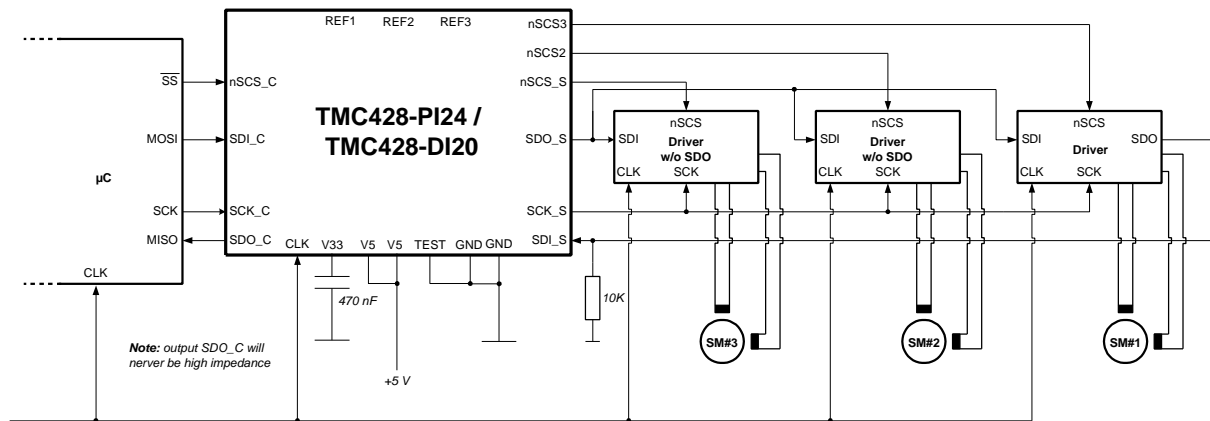 REF1
REF2
REF3
nSCS3
nSCS2
nSCS_S
SS
nSCS_C
TMC428-PI24 /
TMC428-DI20
MOSI
SDI_C
SDO_S
µC
SCK
SCK_C
SCK_S
MISO
SDO_C
SDI_S
CLK
V33
V5
V5
TEST
GND
GND
CLK
470 nF
+5 V
10K
Note: output SDO_C will
nerver be high impedance
nSCS
SDI
Driver
w/o SDO
CLK
SCK
nSCS
SDI
Driver
w/o SDO
CLK
SCK
nSCS
SDI
SDO
Driver
CLK
SCK
SM#3
SM#2
SM#1